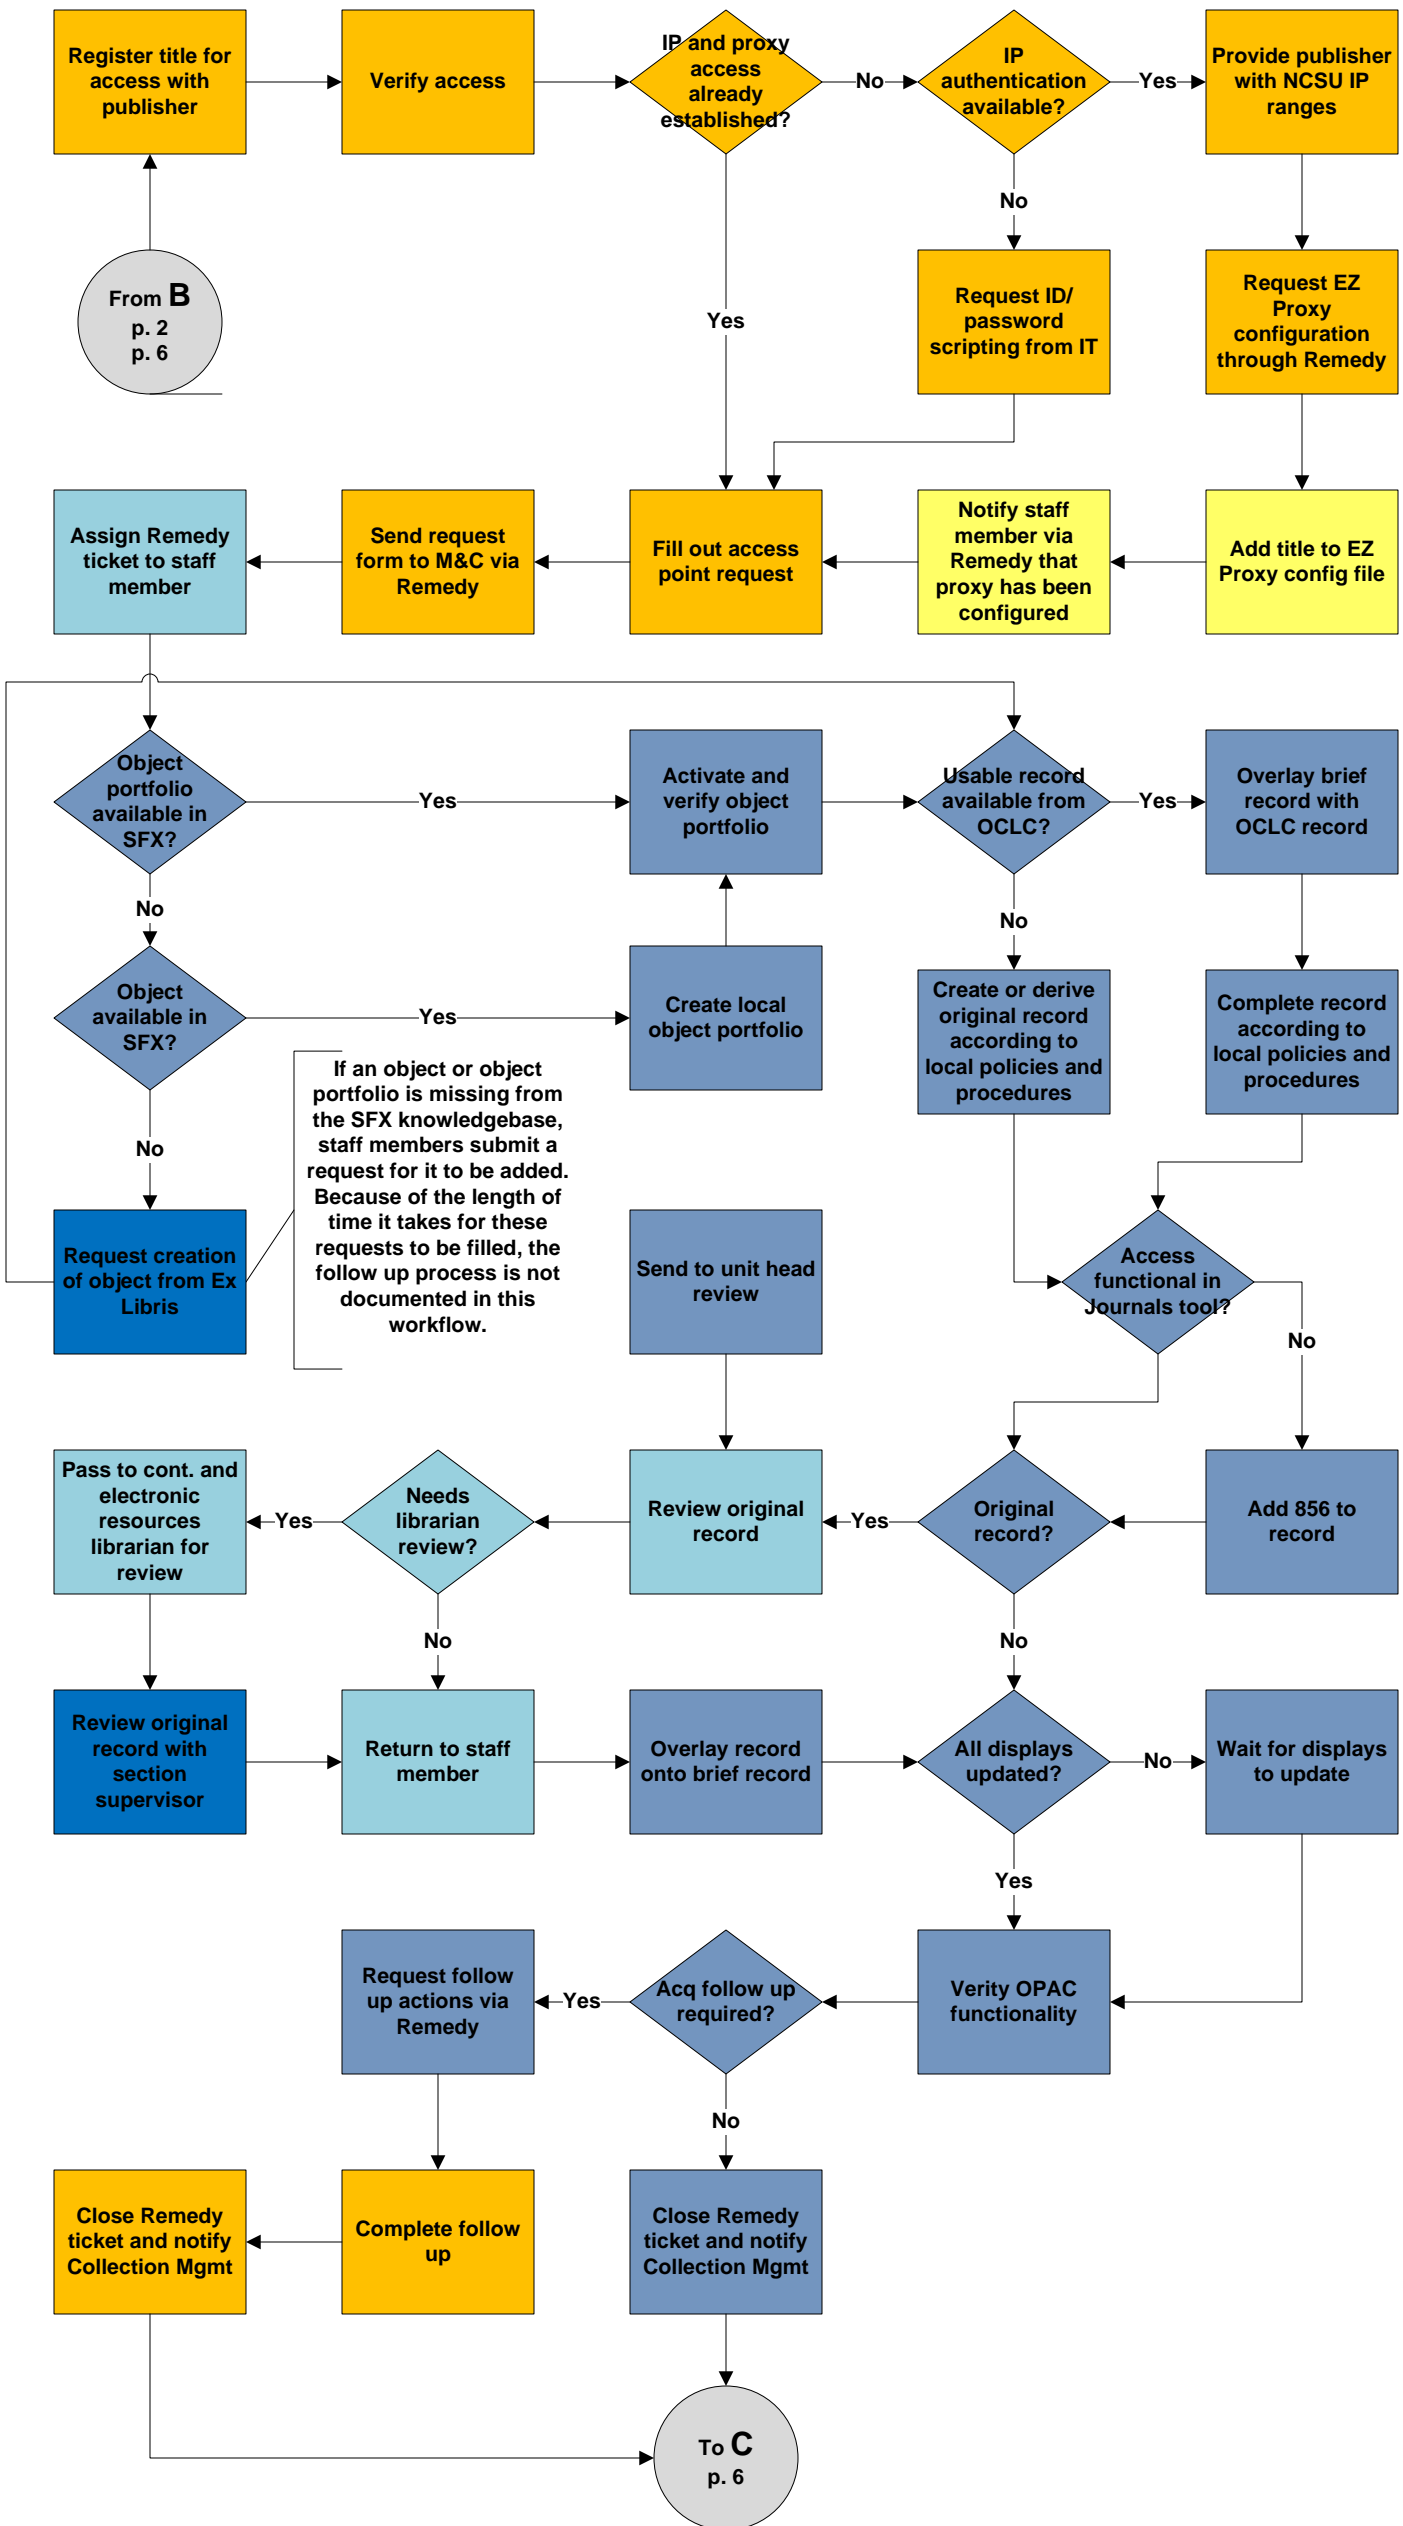 Register title for
access with
publisher
Verify access
IP and proxy
access
already
established?
No
IP
authentication
available?
Yes
Provide publisher
with NCSU IP
ranges
No
From B
p. 2
p. 6
Yes
Request ID/
password
scripting from IT
Request EZ
Proxy
configuration
through Remedy
Assign Remedy
ticket to staff
member
Send request
form to M&C via
Remedy
Fill out access
point request
Notify staff
member via
Remedy that
proxy has been
configured
Add title to EZ
Proxy config file
Object
portfolio
available in
SFX?
Yes
Activate and
verify object
portfolio
Usable record
available from
OCLC?
Yes
Overlay brief
record with
OCLC record
No
No
Object
available in
SFX?
Yes
Create local
object portfolio
Create or derive
original record
according to
local policies and
procedures
Complete record
according to
local policies and
procedures
No
If an object or object
portfolio is missing from
the SFX knowledgebase,
staff members submit a
request for it to be added.
Because of the length of
time it takes for these
requests to be filled, the
follow up process is not
documented in this
workflow.
Request creation
of object from Ex
Libris
Send to unit head
review
Access
functional in
Journals tool?
No
Pass to cont. and
electronic
resources
librarian for
review
Yes
Needs
librarian
review?
Review original
record
Yes
Original
record?
Add 856 to
record
No
No
Review original
record with
section
supervisor
Return to staff
member
Overlay record
onto brief record
All displays
updated?
No
Wait for displays
to update
Yes
Request follow
up actions via
Remedy
Yes
Acq follow up
required?
Verity OPAC
functionality
No
Close Remedy
ticket and notify
Collection Mgmt
Complete follow
up
Close Remedy
ticket and notify
Collection Mgmt
To C
p. 6